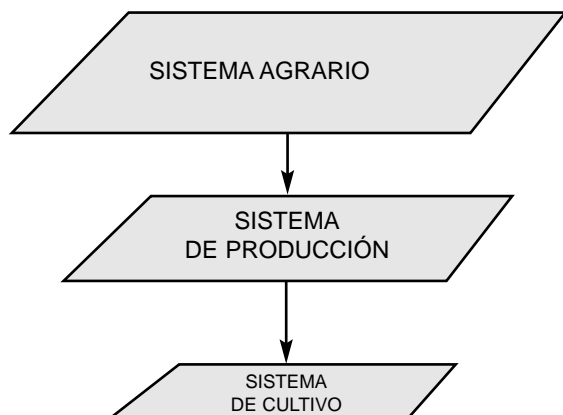 SISTEMA AGRARIO
SISTEMA
DE PRODUCCIÓN
SISTEMA
DE CULTIVO